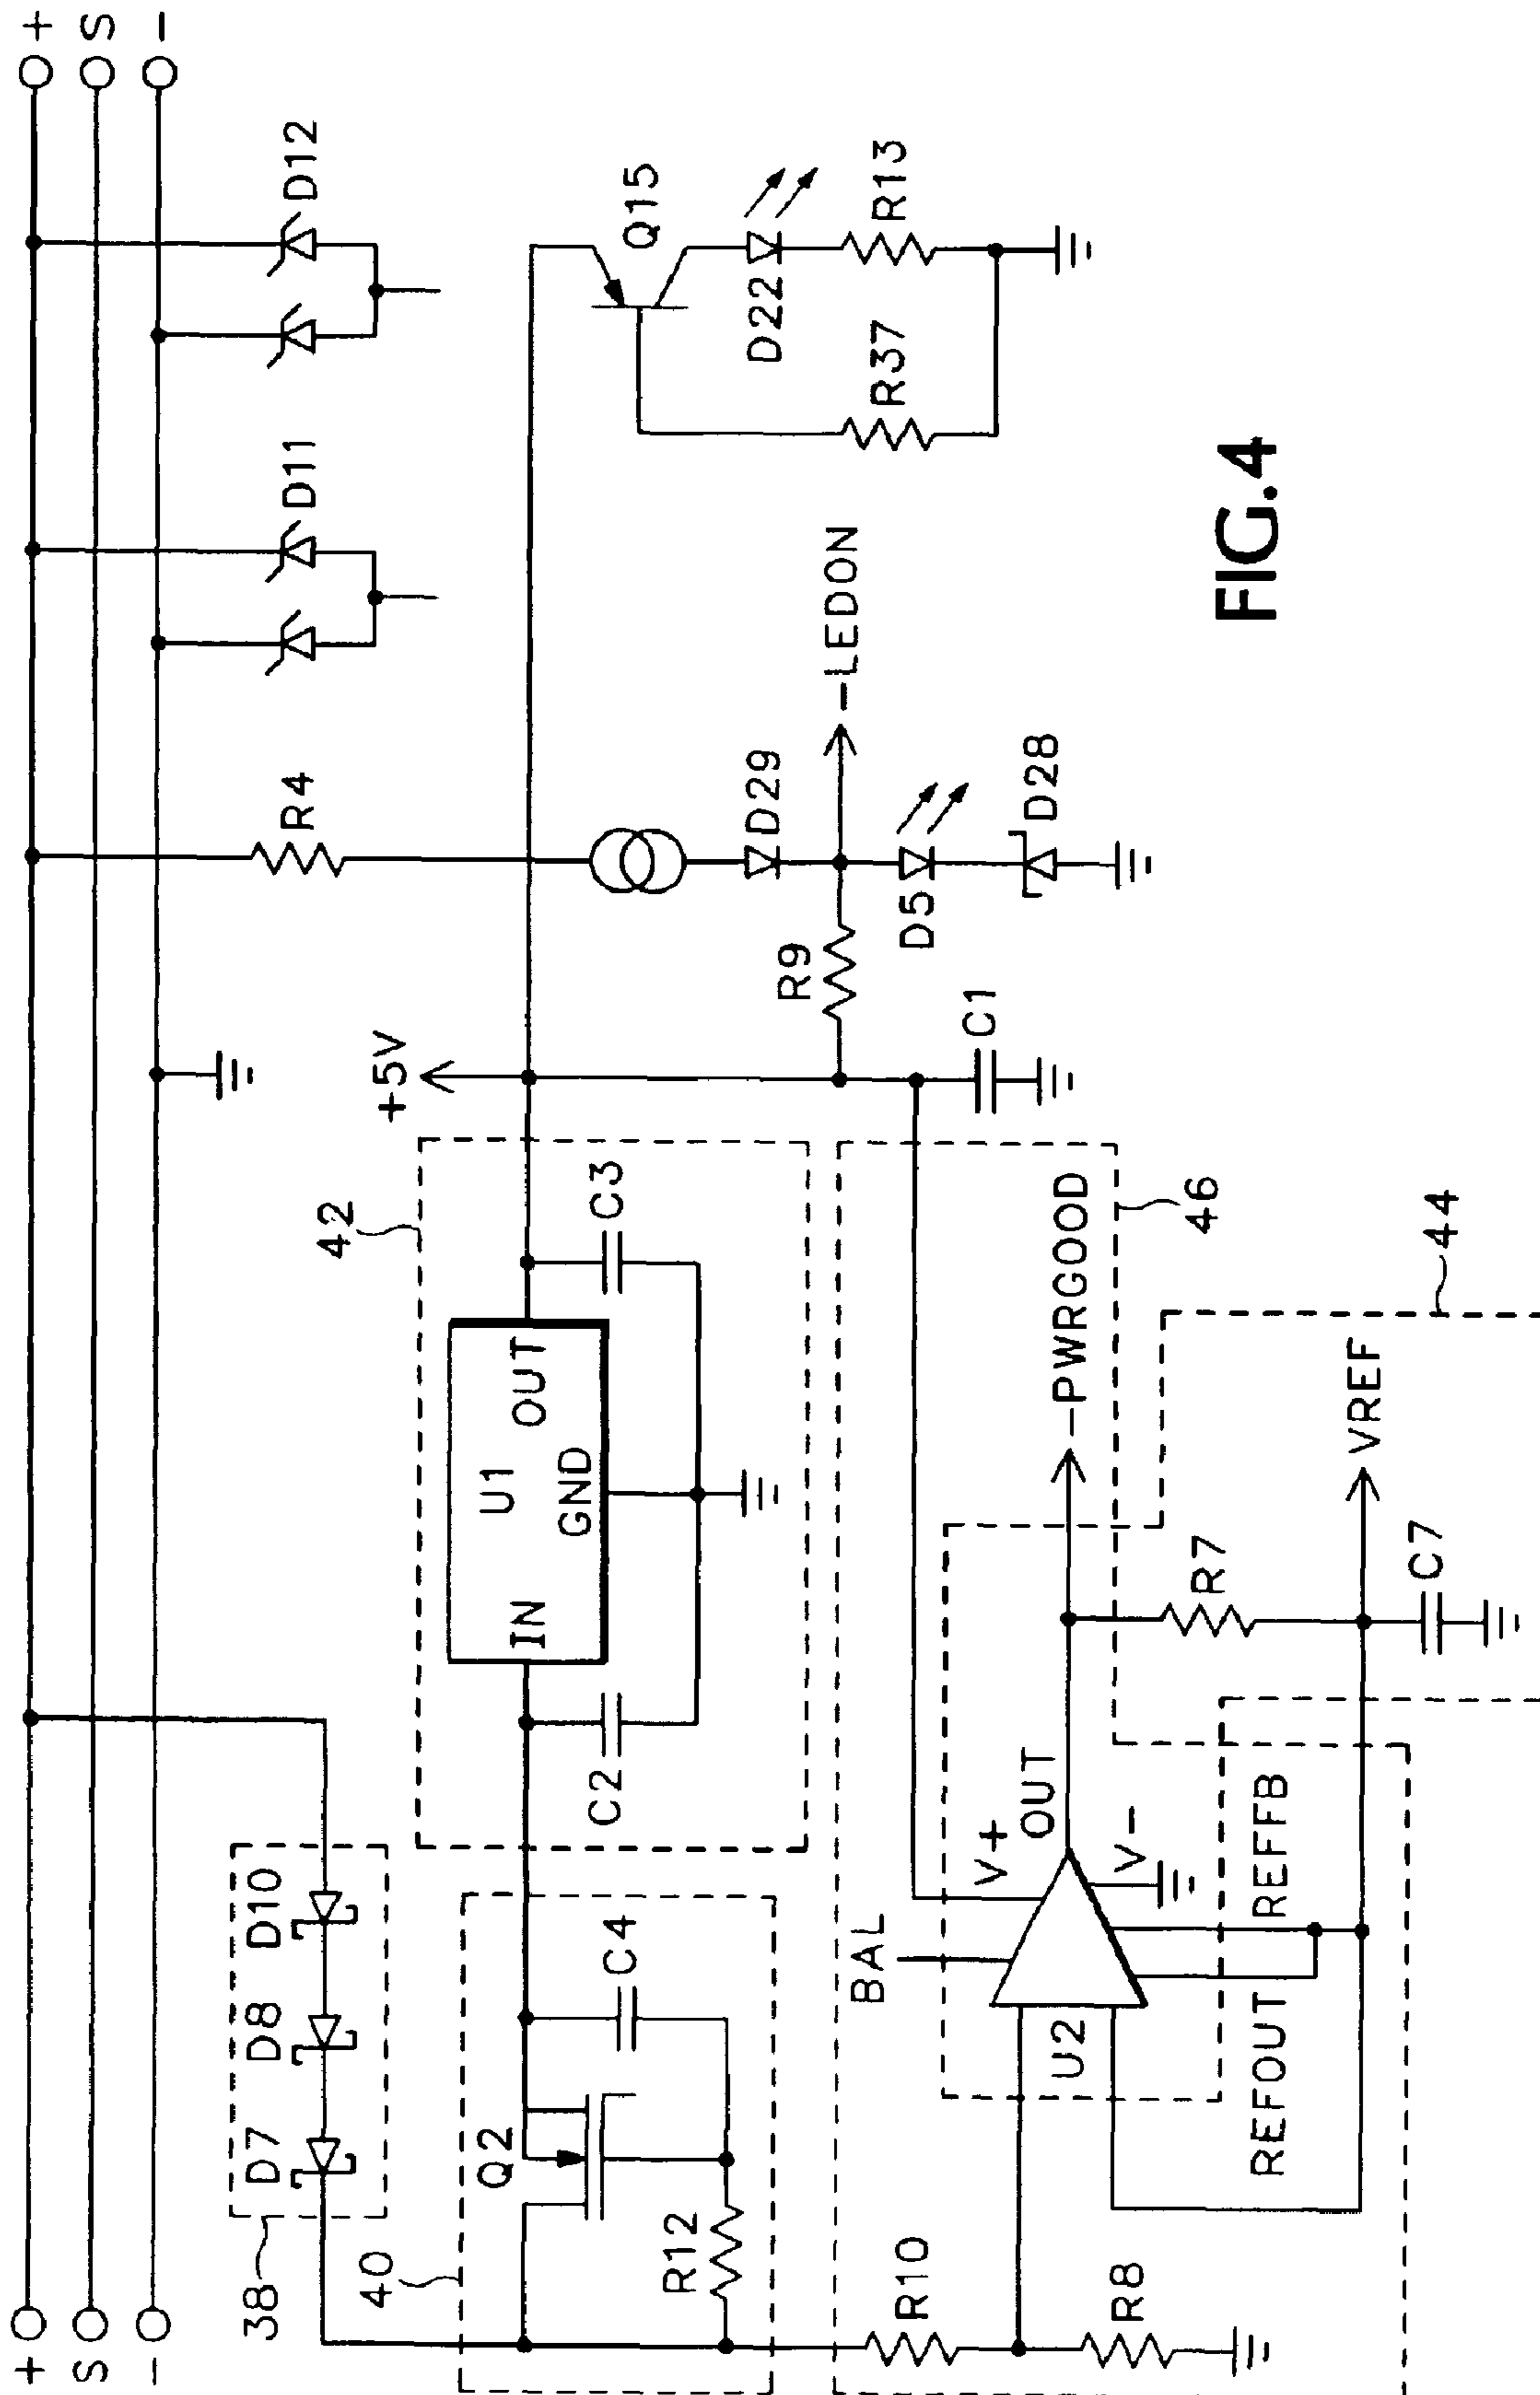 +
S
-
+
S
-
D12
D11
R4
Q15
D22
R13
R37
-LEDON
D29
R9
D5
D28
+5V
C1
42
C3
U1
IN
OUT
GND
C2
D10
D8
D7
38
40
Q2
C4
R12
46
-PWRGOOD
44
VREF
R7
C7
BAL
V+
OUT
V-
U2
REFFB
REFOUT
R10
R8
FIG.4